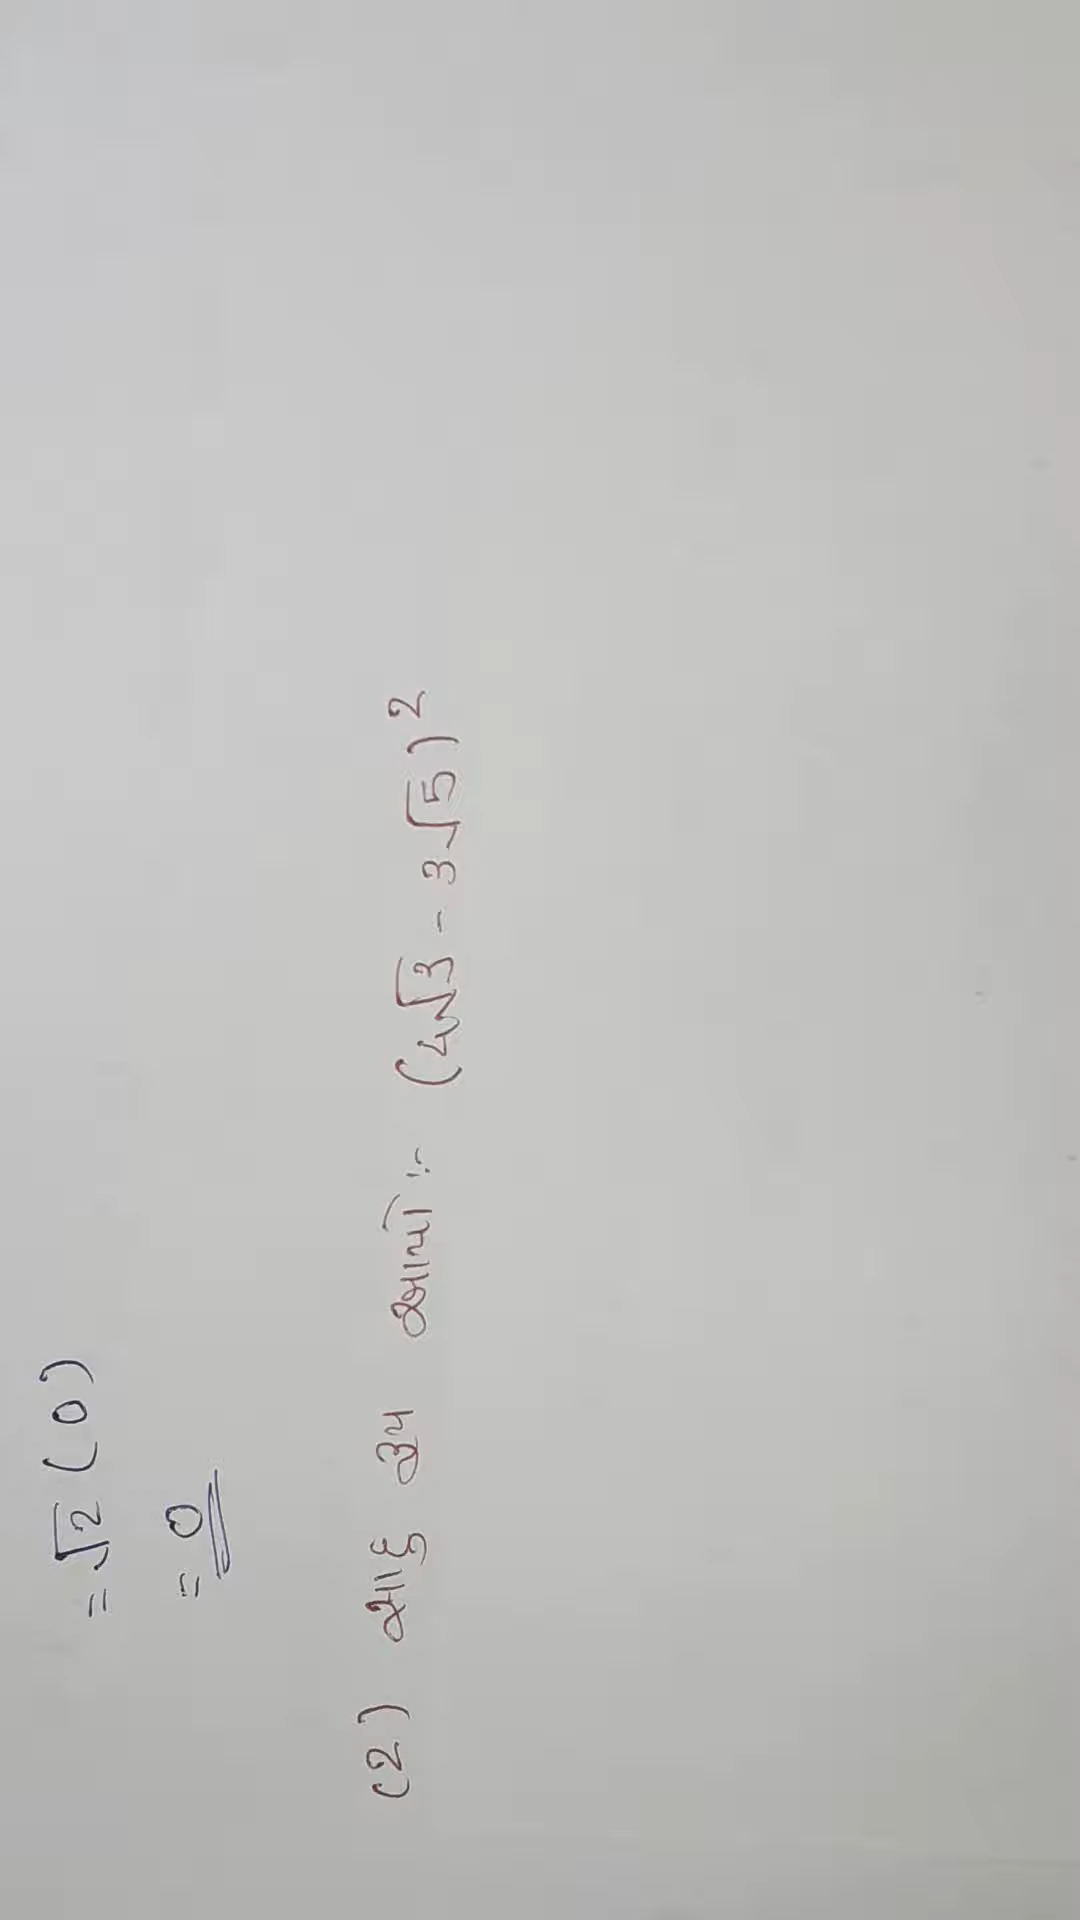 = √2 (0)
= 0
(2) સાદું રૂપ આપો :- (4√3 - 3√5)²